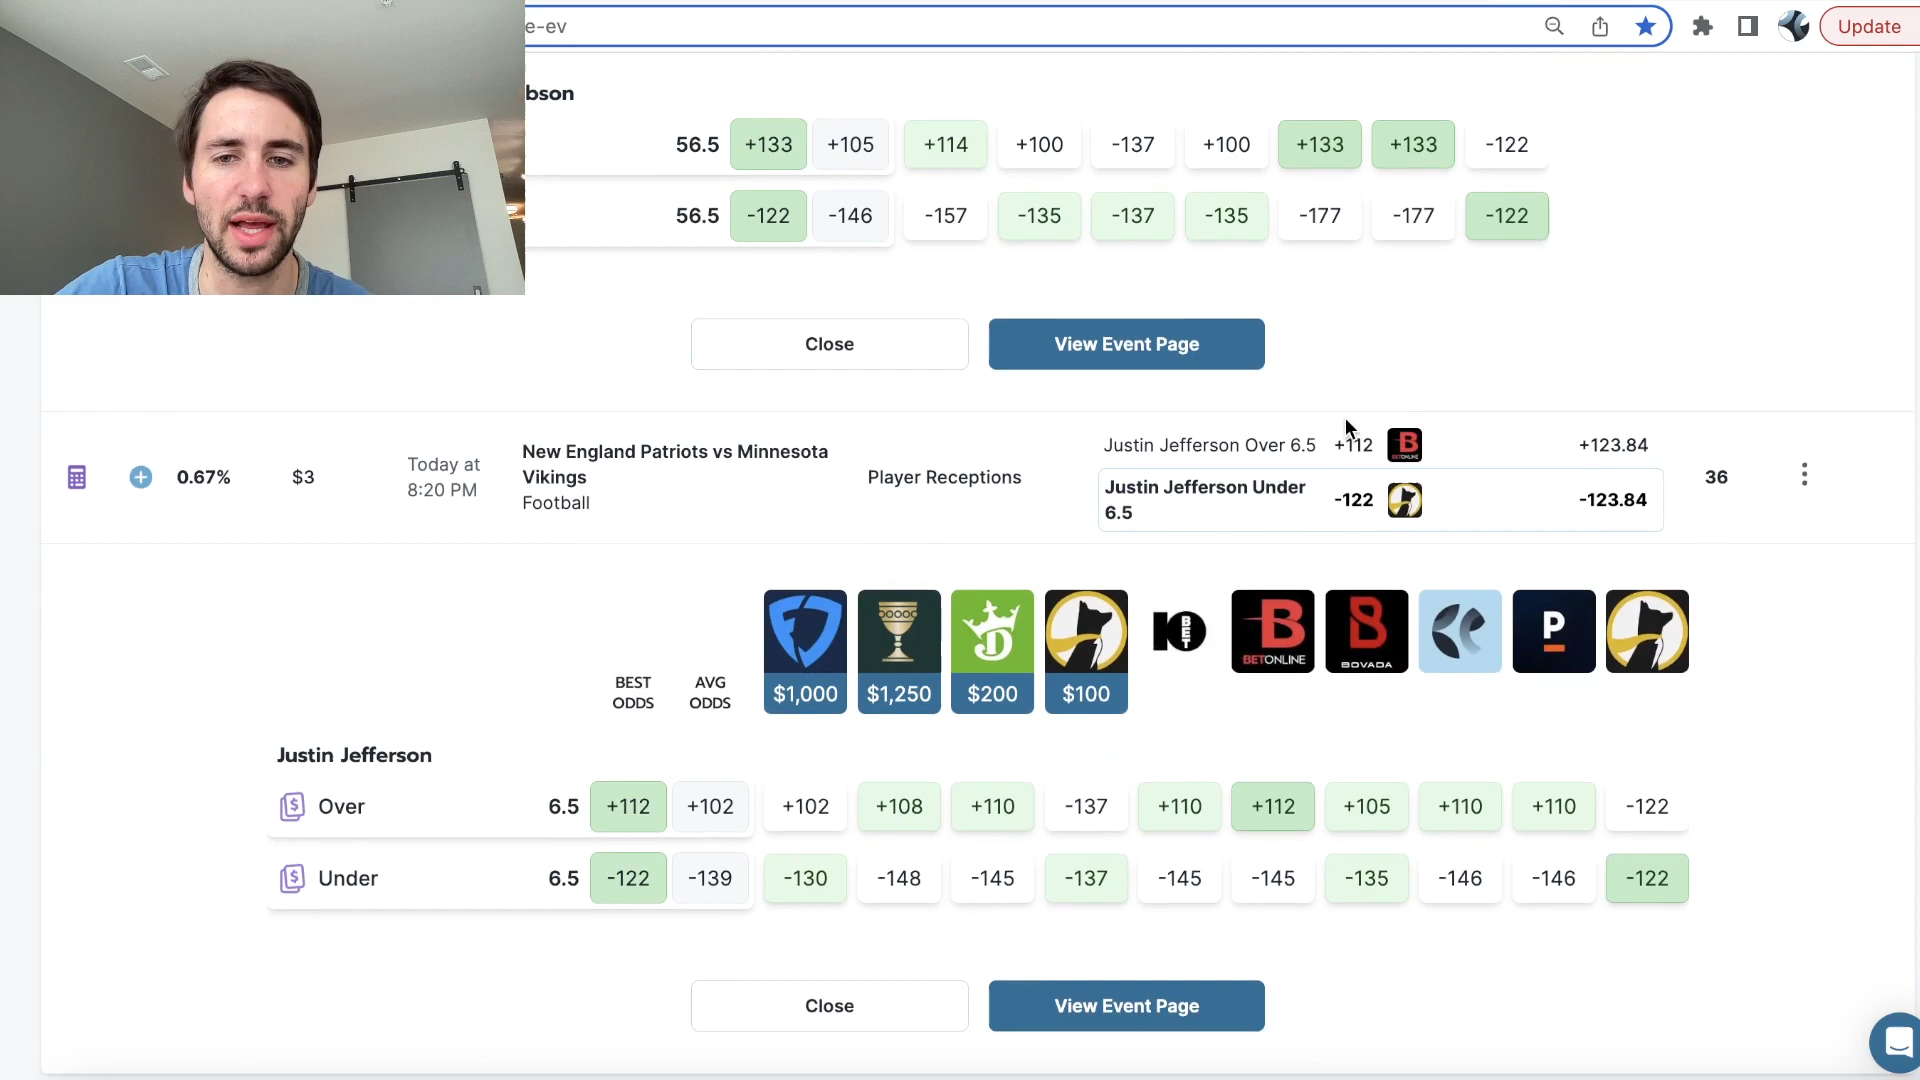 e-ev
Update
bson
56.5 +133 +105 +114 +100 -137 +100 +133 +133 -122
56.5 -122 -146 -157 -135 -137 -135 -177 -177 -122
Close
View Event Page
0.67%
$3
Today at
8:20 PM
New England Patriots vs Minnesota
Vikings
Football
Player Receptions
Justin Jefferson Over 6.5 +112 BETONLINE +123.84
Justin Jefferson Under
6.5
-122 -123.84
36
BEST
ODDS
AVG
ODDS
$1,000
$1,250
D
$200
$100
10 BET
B
BETONLINE
B
BOVADA
P
Justin Jefferson
Over 6.5 +112 +102 +102 +108 +110 -137 +110 +112 +105 +110 +110 -122
Under 6.5 -122 -139 -130 -148 -145 -137 -145 -145 -135 -146 -146 -122
Close
View Event Page